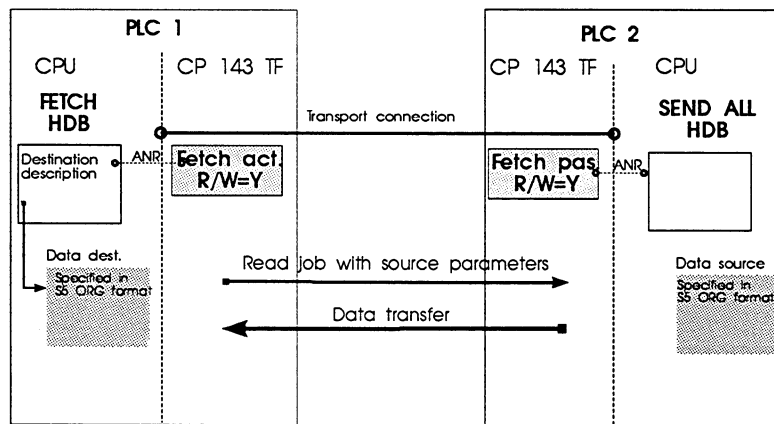 PLC 1
PLC 2
CPU
CP 143 TF
CP 143 TF
CPU
FETCH
HDB
Transport connection
SEND ALL
HDB
Destination
description
ANR
Fetch act.
R/W=Y
Fetch pas.
R/W=Y
ANR
Data dest.
Specified in
S5 ORG format
Read job with source parameters
Data transfer
Data source
Specified in
S5 ORG format